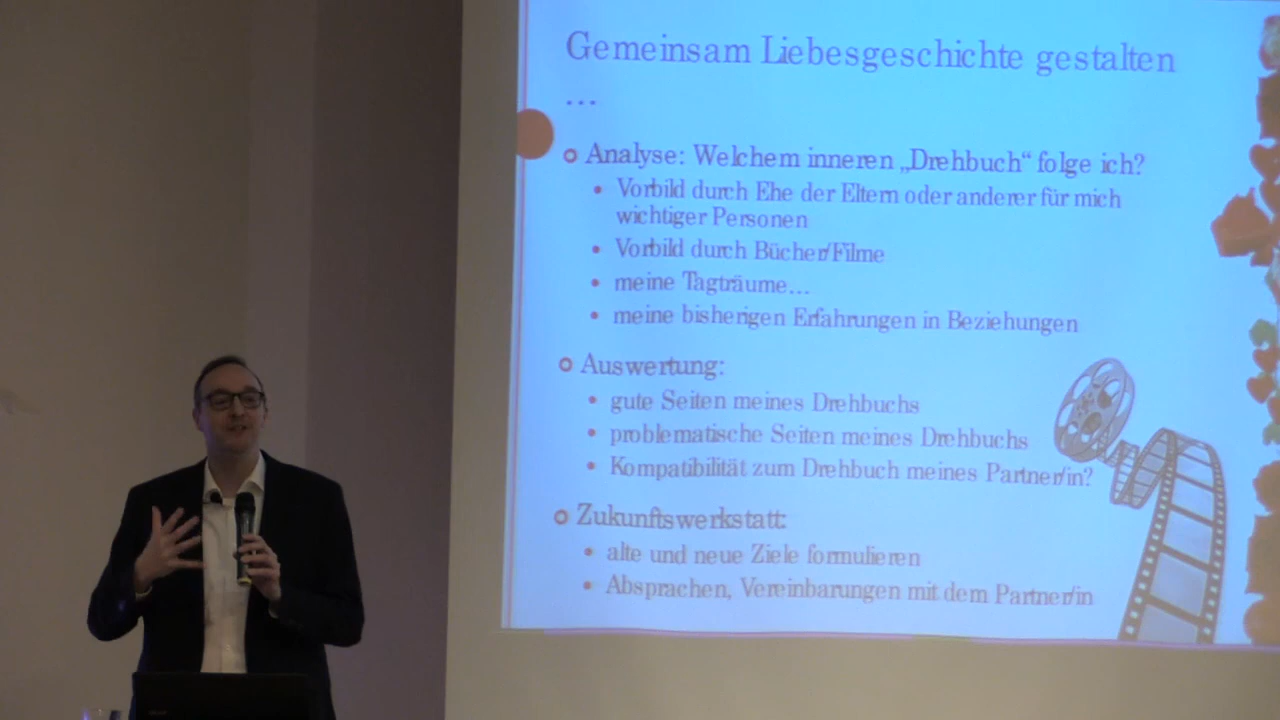 Gemeinsam Liebesgeschichte gestalten
...
Analyse: Welchem inneren „Drehbuch“ folge ich?
Vorbild durch Ehe der Eltern oder anderer für mich
wichtiger Personen
Vorbild durch Bücher/Filme
meine Tagträume...
meine bisherigen Erfahrungen in Beziehungen
Auswertung:
gute Seiten meines Drehbuchs
problematische Seiten meines Drehbuchs
Kompatibilität zum Drehbuch meines Partner/in?
Zukunftswerkstatt:
alte und neue Ziele formulieren
Absprachen, Vereinbarungen mit dem Partner/in